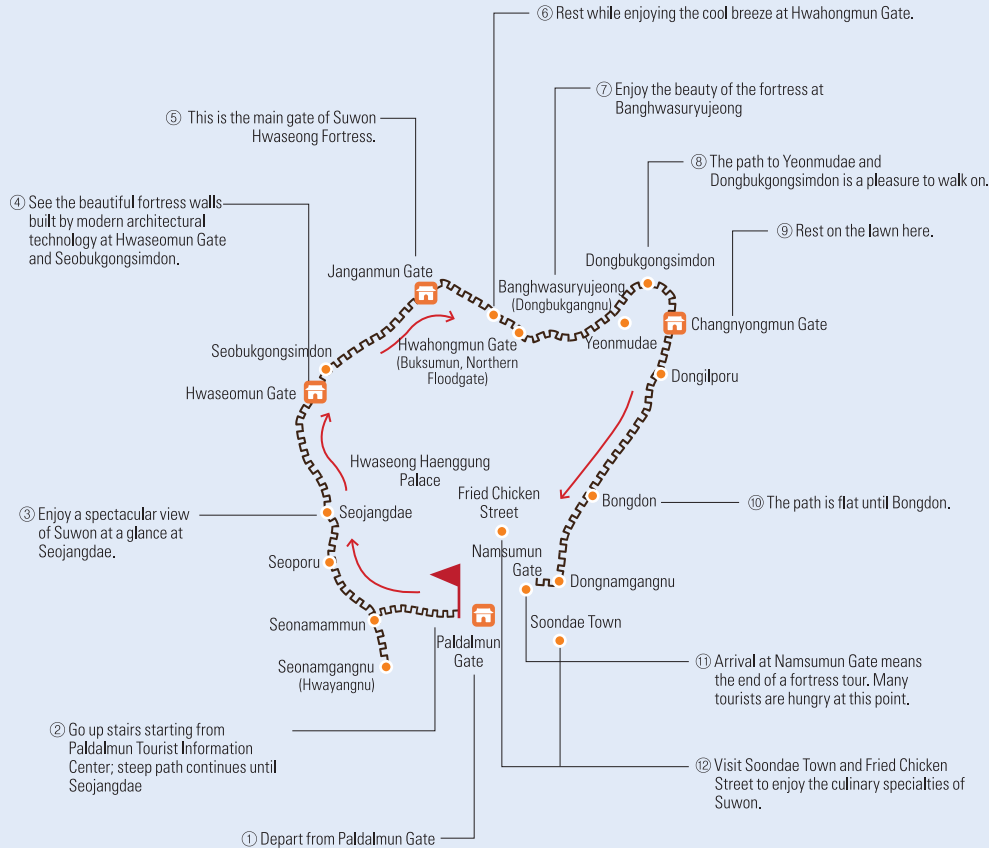 ⑥ Rest while enjoying the cool breeze at Hwahongmun Gate.
⑦ Enjoy the beauty of the fortress at
Banghwasuryujeong
⑤ This is the main gate of Suwon
Hwaseong Fortress.
⑧ The path to Yeonmudae and
Dongbukgongsimdon is a pleasure to walk on.
④ See the beautiful fortress walls
built by modern architectural
technology at Hwaseomun Gate
and Seobukgongsimdon.
⑨ Rest on the lawn here.
Dongbukgongsimdon
Janganmun Gate
Banghwasuryujeong
(Dongbukgangnu)
Changnyongmun Gate
Hwahongmun Gate
(Buksumun, Northern
Floodgate)
Yeonmudae
Seobukgongsimdon
Dongilporu
Hwaseomun Gate
Hwaseong Haenggung
Palace
Fried Chicken
Street
Bongdon
⑩ The path is flat until Bongdon.
③ Enjoy a spectacular view
of Suwon at a glance at
Seojangdae.
Seojangdae
Namsumun
Gate
Seoporu
Dongnamgangnu
Seonamammun
Paldalmun
Gate
Soondae Town
Seonamgangnu
(Hwayangnu)
⑪ Arrival at Namsumun Gate means
the end of a fortress tour. Many
tourists are hungry at this point.
② Go up stairs starting from
Paldalmun Tourist Information
Center; steep path continues until
Seojangdae
⑫ Visit Soondae Town and Fried Chicken
Street to enjoy the culinary specialties of
Suwon.
① Depart from Paldalmun Gate